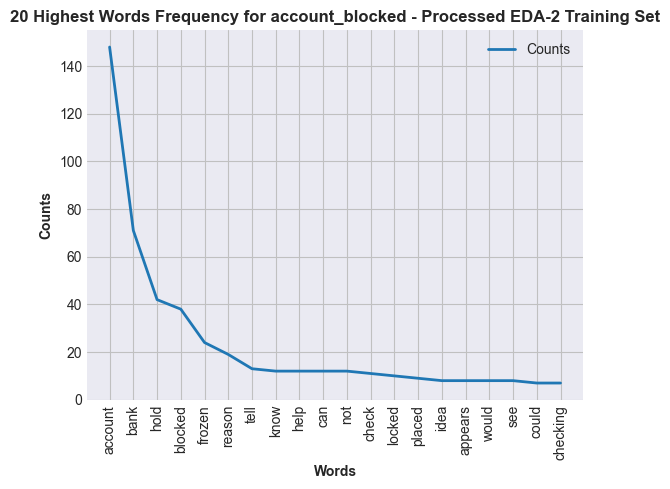 20 Highest Words Frequency for account_blocked - Processed EDA-2 Training Set
Counts
140
120
100
80
60
40
20
0
Counts
account
bank
hold
blocked
frozen
reason
tell
know
help
can
not
check
locked
placed
idea
appears
would
see
could
checking
Words